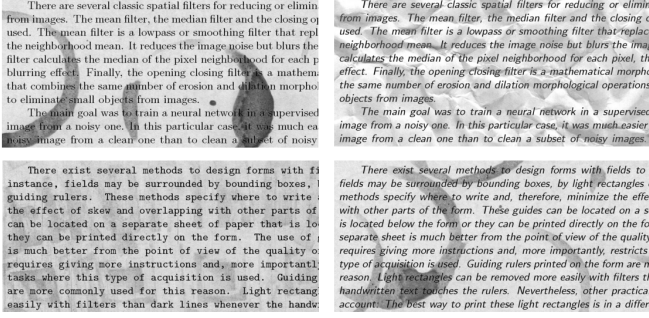 There are several classic spatial filters for reducing or elimin
from images. The mean filter, the median filter and the closing op
used. The mean filter is a lowpass or smoothing filter that repl
the neighborhood mean. It reduces the image noise but blurs the
filter calculates the median of the pixel neighborhood for each p
blurring effect. Finally, the opening closing filter is a mathema
that combines the same number of erosion and dilation morphol
to eliminate small objects from images.
The main goal was to train a neural network in a supervised
image from a noisy one. In this particular case, it was much ea
noisy image from a clean one than to clean a subset of noisy
There are several classic spatial filters for reducing or elimin
from images. The mean filter, the median filter and the closing o
used. The mean filter is a lowpass or smoothing filter that replac
neighborhood mean. It reduces the image noise but blurs the imag
calculates the median of the pixel neighborhood for each pixel, th
effect. Finally, the opening closing filter is a mathematical morpho
the same number of erosion and dilation morphological operations
objects from images.
The main goal was to train a neural network in a supervised
image from a noisy one. In this particular case, it was much easier
image from a clean one than to clean a subset of noisy images.
There exist several methods to design forms with fi
instance, fields may be surrounded by bounding boxes,
guiding rulers. These methods specify where to write
the effect of skew and overlapping with other parts of
can be located on a separate sheet of paper that is lo
they can be printed directly on the form. The use of
is much better from the point of view of the quality o
requires giving more instructions and, more importantl
tasks where this type of acquisition is used. Guiding
are more commonly used for this reason. Light rectang
easily with filters than dark lines whenever the handw
There exist several methods to design forms with fields to
fields may be surrounded by bounding boxes, by light rectangles
methods specify where to write and, therefore, minimize the effe
with other parts of the form. These guides can be located on a s
is located below the form or they can be printed directly on the fo
separate sheet is much better from the point of view of the quality
requires giving more instructions and, more importantly, restricts
type of acquisition is used. Guiding rulers printed on the form are m
reason. Light rectangles can be removed more easily with filters th
handwritten text touches the rulers. Nevertheless, other practica
account: The best way to print these light rectangles is in a differ